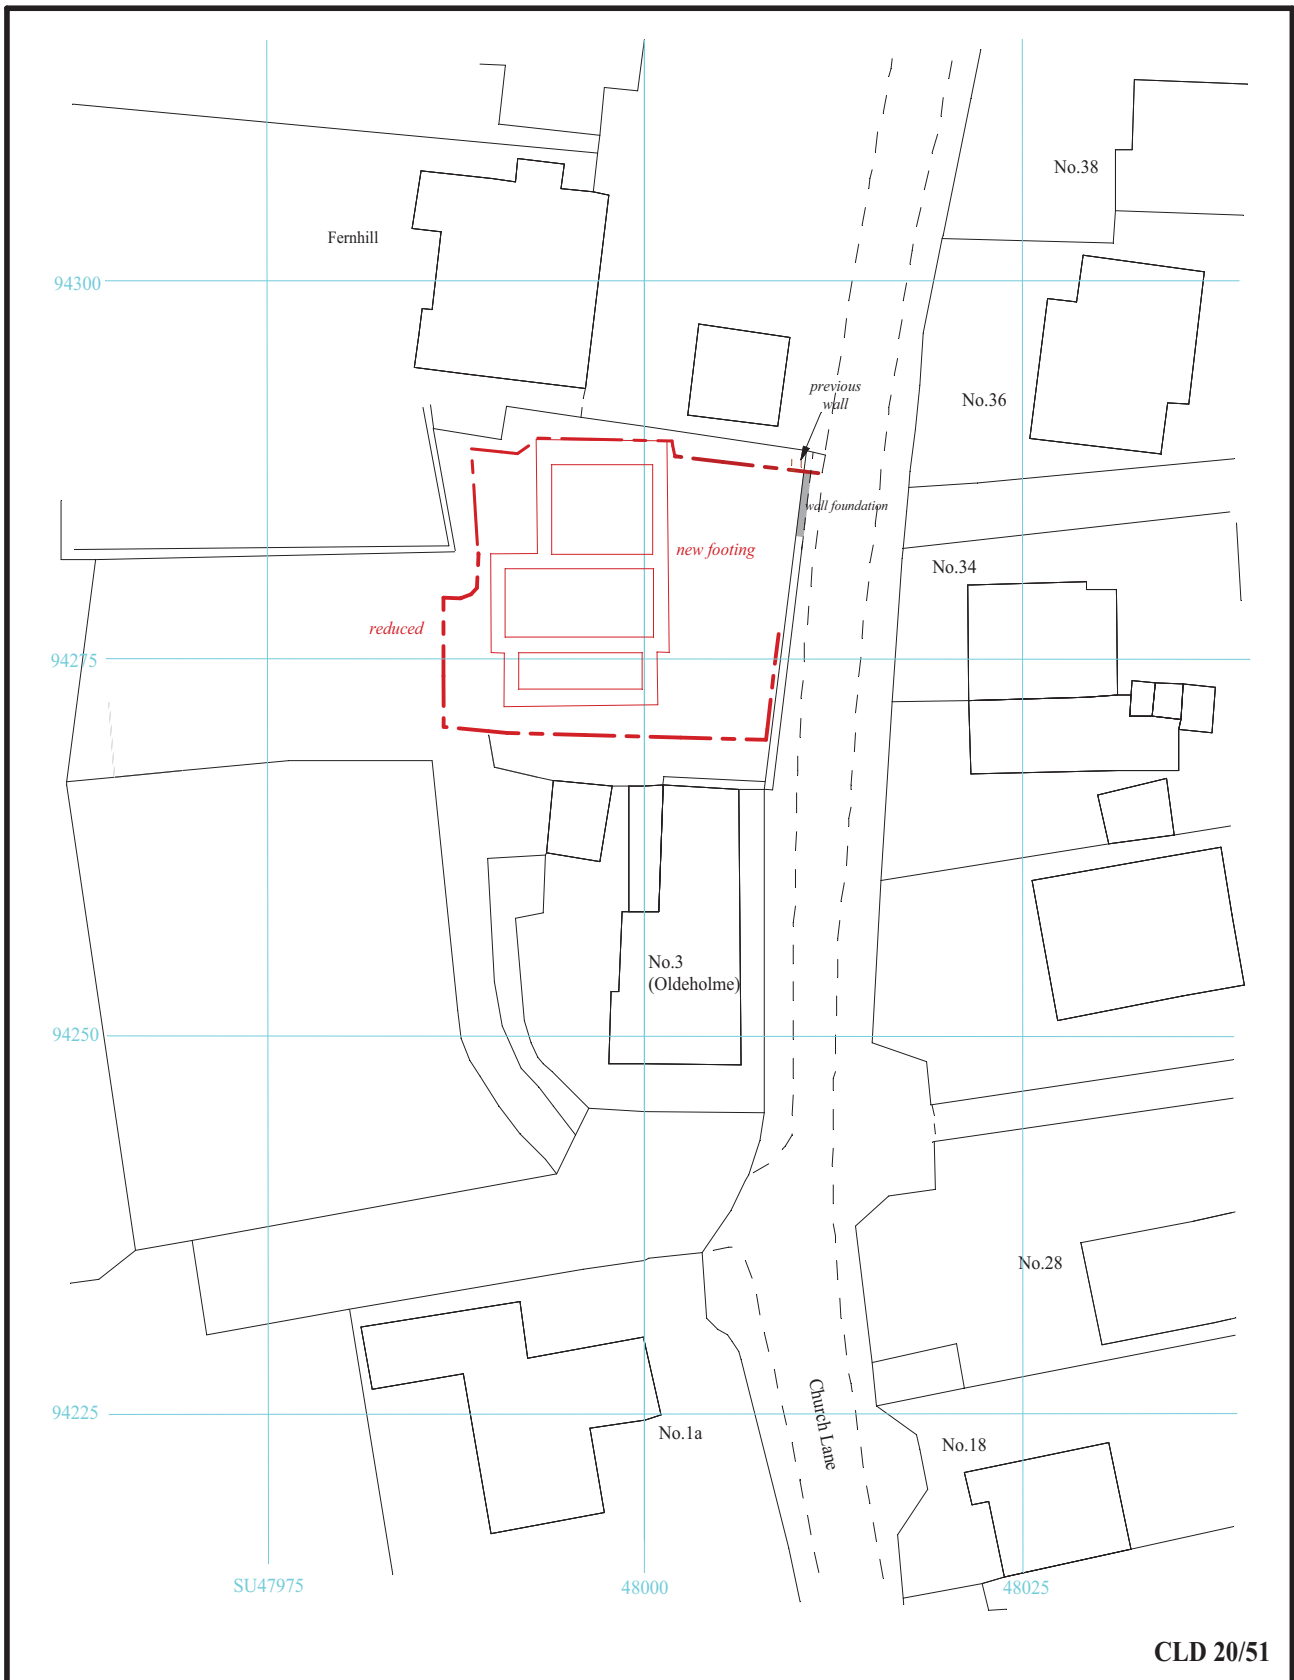 No.38
Fernhill
94300
previous
wall
No.36
wall foundation
new footing
No.34
reduced
94275
No.3
(Oldeholme)
94250
No.28
Church Lane
94225
No.1a
No.18
SU47975
48000
48025
CLD 20/51